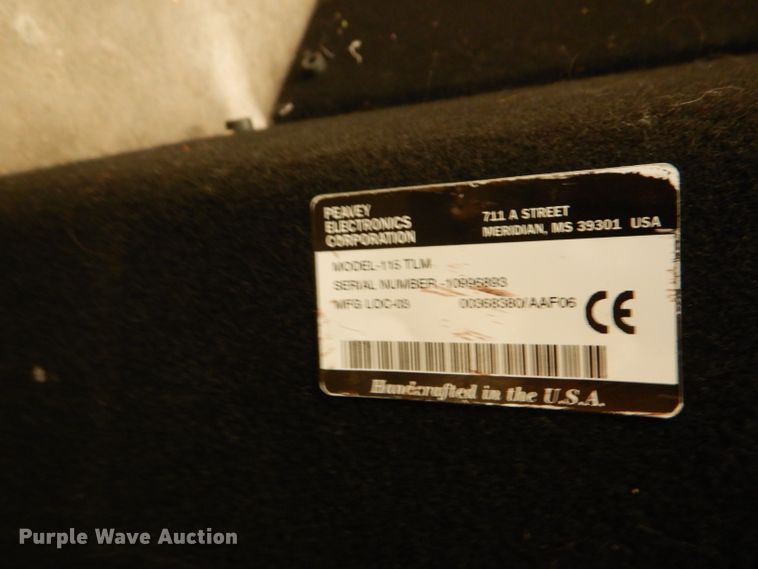 PEAVEY
ELECTRONICS
CORPORATION
711 A STREET
MERIDIAN, MS 39301 USA
MODEL-115 TLM
SERIAL NUMBER -10996893
MFG LOC-03 00368380/AAF06
CE
Handcrafted in the U.S.A.
Purple Wave Auction